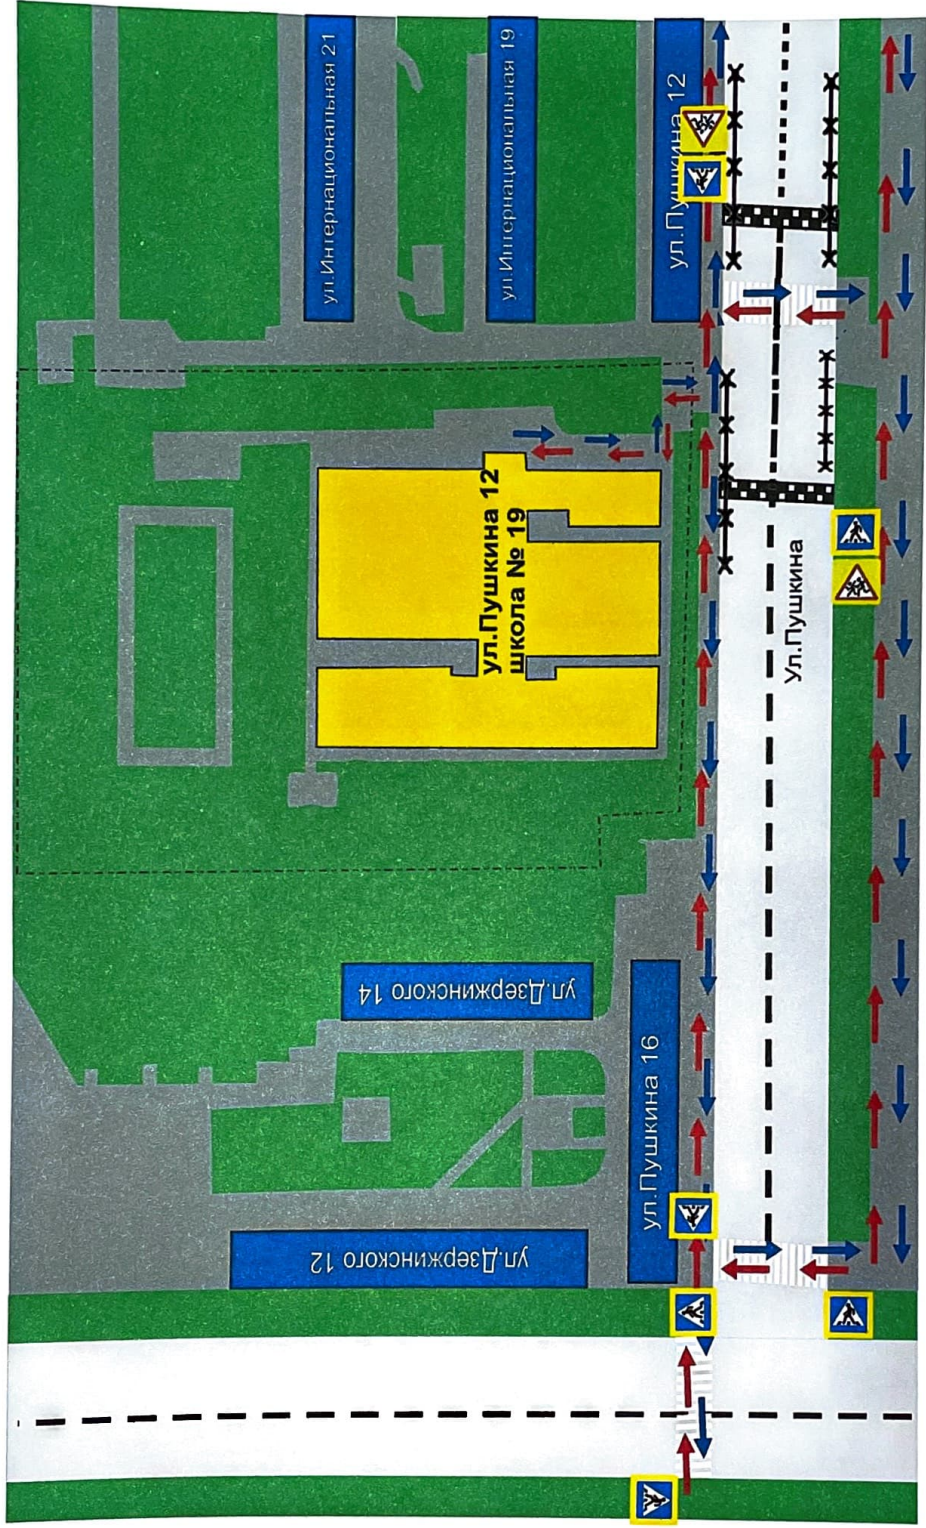 ул.Интернациональная 21
ул.Интернациональная 19
ул.Пушкина 12
ул.Пушкина 12
школа № 19
Ул.Пушкина
ул.Дзержинского 14
ул.Пушкина 16
ул.Дзержинского 12